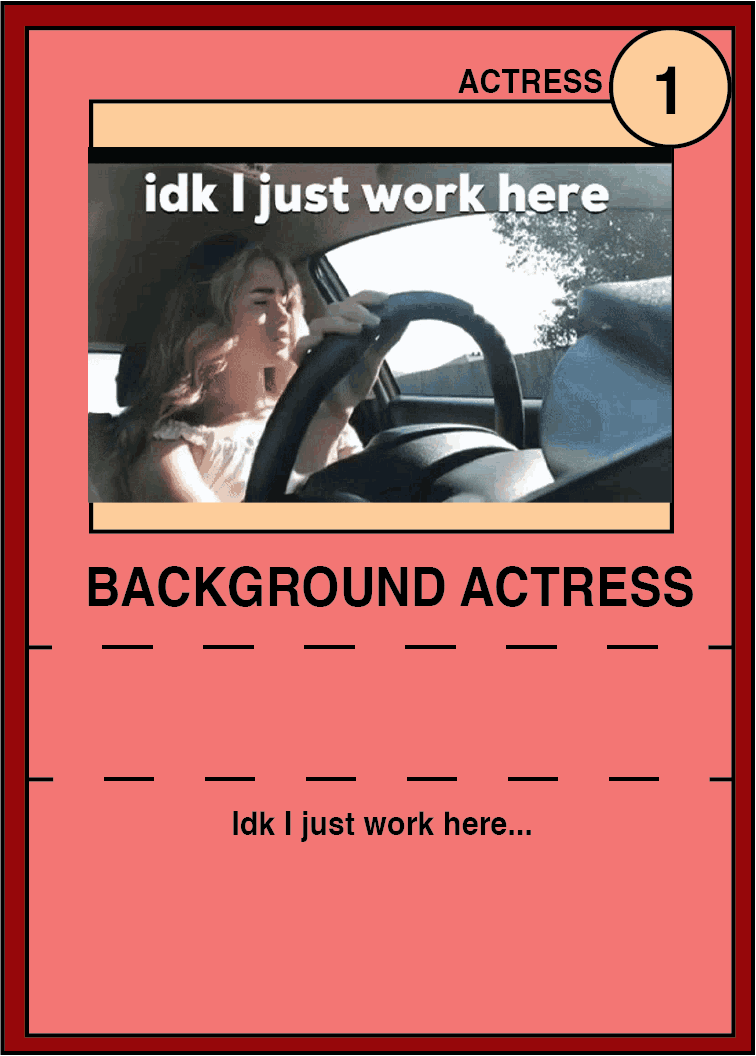 ACTRESS 1
idk I just work here
BACKGROUND ACTRESS
Idk I just work here...